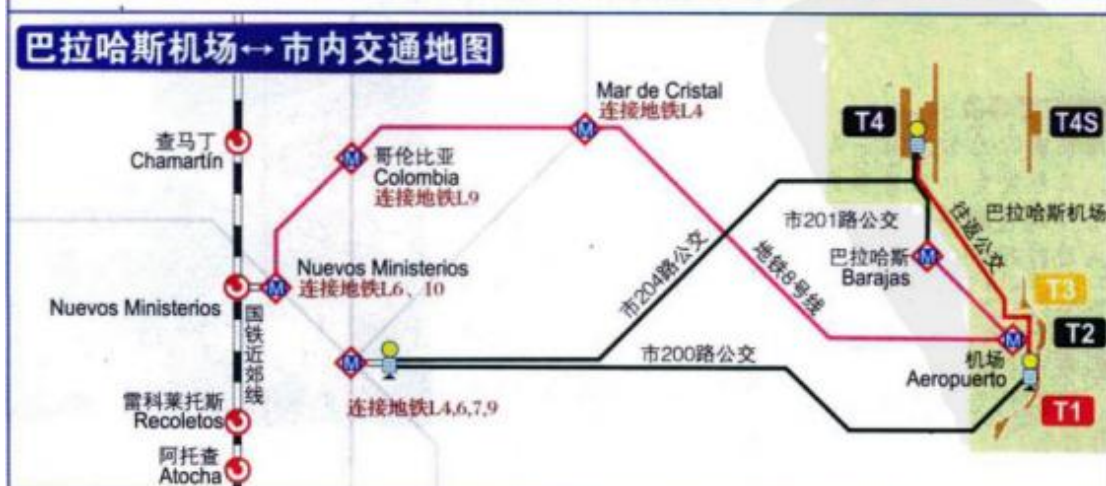 巴拉哈斯机场↔市内交通地图
Mar de Cristal
连接地铁L4
T4
T4S
查马丁
Chamartín
哥伦比亚
Colombia
连接地铁L9
市201路公交
往返公交
巴拉哈斯机场
巴拉哈斯
Barajas
市204路公交
地铁8号线
Nuevos Ministerios
连接地铁L6、10
Nuevos Ministerios
国铁近郊线
T3
T2
市200路公交
机场
Aeropuerto
雷科莱托斯
Recoletos
连接地铁L4,6,7,9
T1
阿托查
Atocha